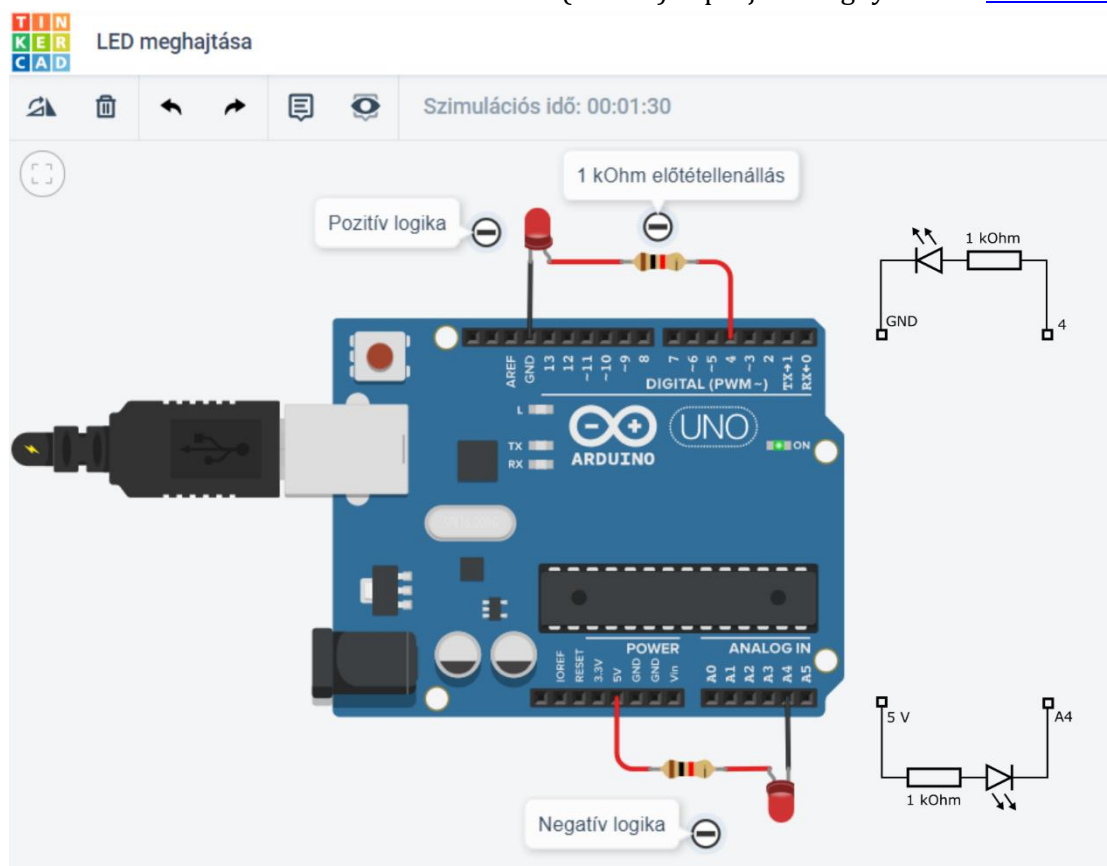 TIN
KER
CAD
LED meghajtása
Szimulációs idő: 00:01:30
1 kOhm előtétellenállás
Pozitív logika
1 kOhm
GND
4
AREF
GND
13
12
~11
~10
~9
8
7
~6
~5
4
~3
2
TX→1
RX←0
DIGITAL (PWM~)
L
TX
RX
ARDUINO
UNO
ON
POWER
ANALOG IN
IOREF
RESET
3.3V
5V
GND
GND
Vin
A0
A1
A2
A3
A4
A5
5 V
A4
1 kOhm
Negatív logika